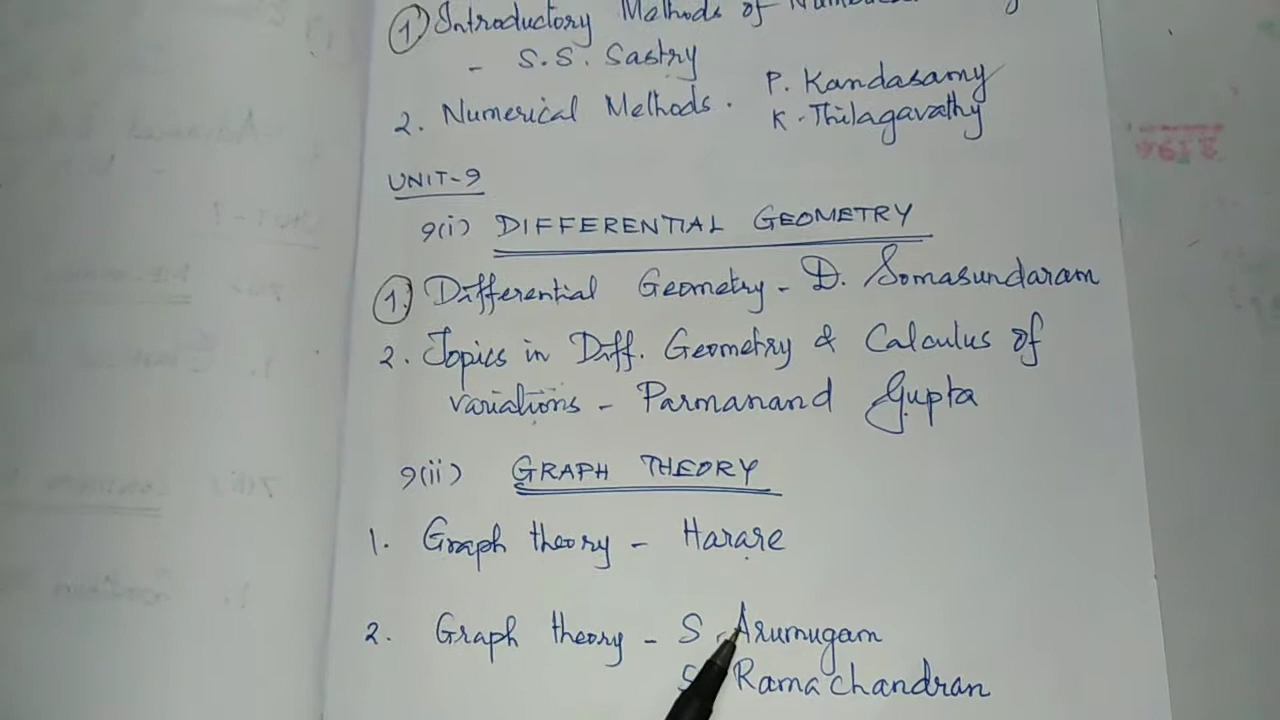 ① Introductory Methods of
- S.S. Sastry
2. Numerical Methods. P. Kandasamy
K. Thilagavathy
UNIT-9
9(i) DIFFERENTIAL GEOMETRY
①. Differential Geometry - D. Somasundaram
2. Topics in Diff. Geometry & Calculus of
variations - Parmanand Gupta
9(ii) GRAPH THEORY
1. Graph theory - Harare
2. Graph theory - S. Arumugam
S Ramachandran